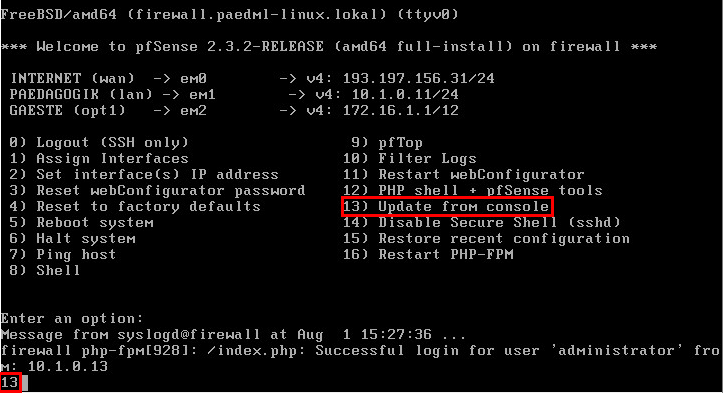 FreeBSD/amd64 (firewall.paedml-linux.lokal) (ttyv0)
*** Welcome to pfSense 2.3.2-RELEASE (amd64 full-install) on firewall ***
INTERNET (wan) -> em0 -> v4: 193.197.156.31/24
PAEDAGOGIK (lan) -> em1 -> v4: 10.1.0.11/24
GAESTE (opt1) -> em2 -> v4: 172.16.1.1/12
0) Logout (SSH only) 9) pfTop
1) Assign Interfaces 10) Filter Logs
2) Set interface(s) IP address 11) Restart webConfigurator
3) Reset webConfigurator password 12) PHP shell + pfSense tools
4) Reset to factory defaults 13) Update from console
5) Reboot system 14) Disable Secure Shell (sshd)
6) Halt system 15) Restore recent configuration
7) Ping host 16) Restart PHP-FPM
8) Shell
Enter an option:
Message from syslogd@firewall at Aug 1 15:27:36 ...
firewall php-fpm[928]: /index.php: Successful login for user 'administrator' fro
m: 10.1.0.13
13